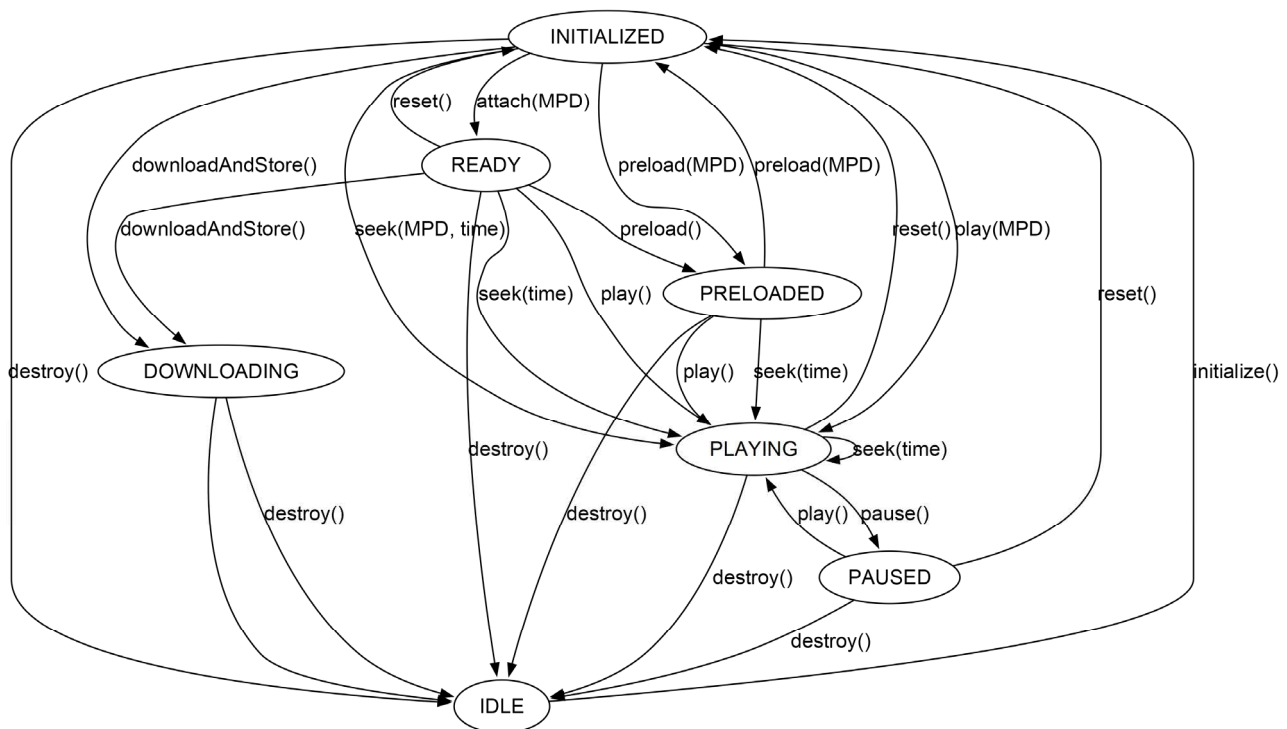 INITIALIZED
reset()
attach(MPD)
downloadAndStore()
READY
preload(MPD)
preload(MPD)
downloadAndStore()
seek(MPD, time)
preload()
reset()
play(MPD)
seek(time)
play()
PRELOADED
reset()
destroy()
DOWNLOADING
play()
seek(time)
initialize()
destroy()
PLAYING
seek(time)
destroy()
destroy()
play()
pause()
destroy()
PAUSED
destroy()
IDLE